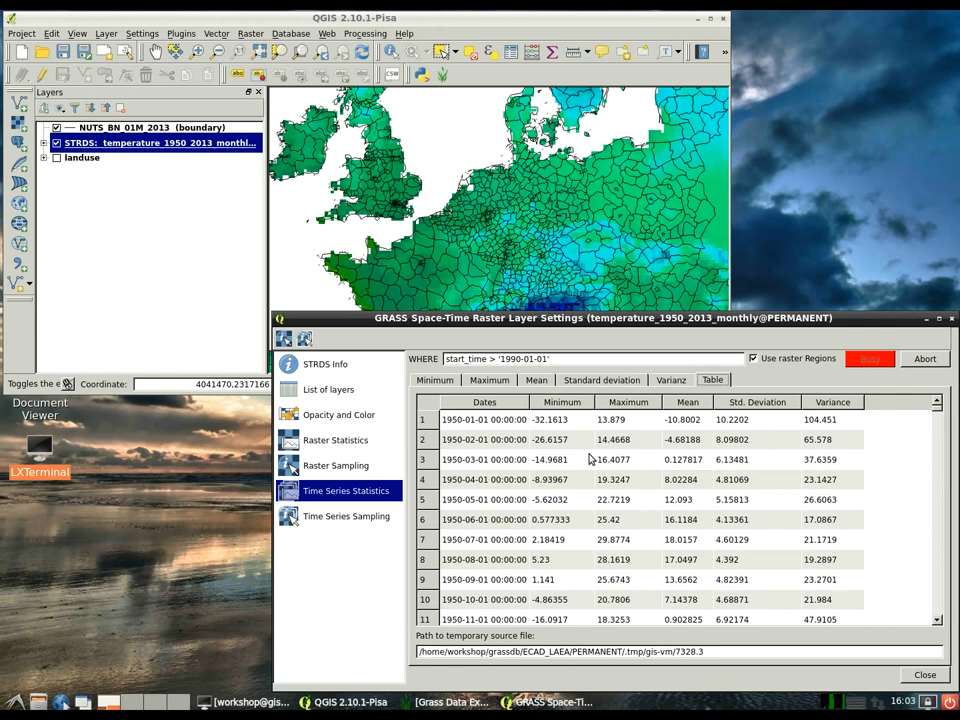 QGIS 2.10.1-Pisa
Project Edit View Layer Settings Plugins Vector Raster Database Web Processing Help
abc abc
CSW
Layers
NUTS_BN_01M_2013 (boundary)
STRDS: temperature_1950_2013_monthl...
landuse
Toggles the e
Coordinate: 4041470,2317166
Document
Viewer
LXTerminal
GRASS Space-Time Raster Layer Settings (temperature_1950_2013_monthly@PERMANENT)
STRDS Info
List of layers
Opacity and Color
Raster Statistics
Raster Sampling
Time Series Statistics
Time Series Sampling
WHERE start_time > '1990-01-01' Use raster Regions Busy Abort
Minimum Maximum Mean Standard deviation Varianz Table
Dates Minimum Maximum Mean Std. Deviation Variance
1 1950-01-01 00:00:00 -32.1613 13.879 -10.8002 10.2202 104.451
2 1950-02-01 00:00:00 -26.6157 14.4668 -4.68188 8.09802 65.578
3 1950-03-01 00:00:00 -14.9681 16.4077 0.127817 6.13481 37.6359
4 1950-04-01 00:00:00 -8.93967 19.3247 8.02284 4.81069 23.1427
5 1950-05-01 00:00:00 -5.62032 22.7219 12.093 5.15813 26.6063
6 1950-06-01 00:00:00 0.577333 25.42 16.1184 4.13361 17.0867
7 1950-07-01 00:00:00 2.18419 29.8774 18.0157 4.60129 21.1719
8 1950-08-01 00:00:00 5.23 28.1619 17.0497 4.392 19.2897
9 1950-09-01 00:00:00 1.141 25.6743 13.6562 4.82391 23.2701
10 1950-10-01 00:00:00 -4.86355 20.7806 7.14378 4.68871 21.984
11 1950-11-01 00:00:00 -16.0917 18.3253 0.902825 6.92174 47.9105
Path to temporary source file:
/home/workshop/grassdb/ECAD_LAEA/PERMANENT/.tmp/gis-vm/7328.3
Close
[workshop@gis... QGIS 2.10.1-Pisa [Grass Data Ex... GRASS Space-Ti... 16:03